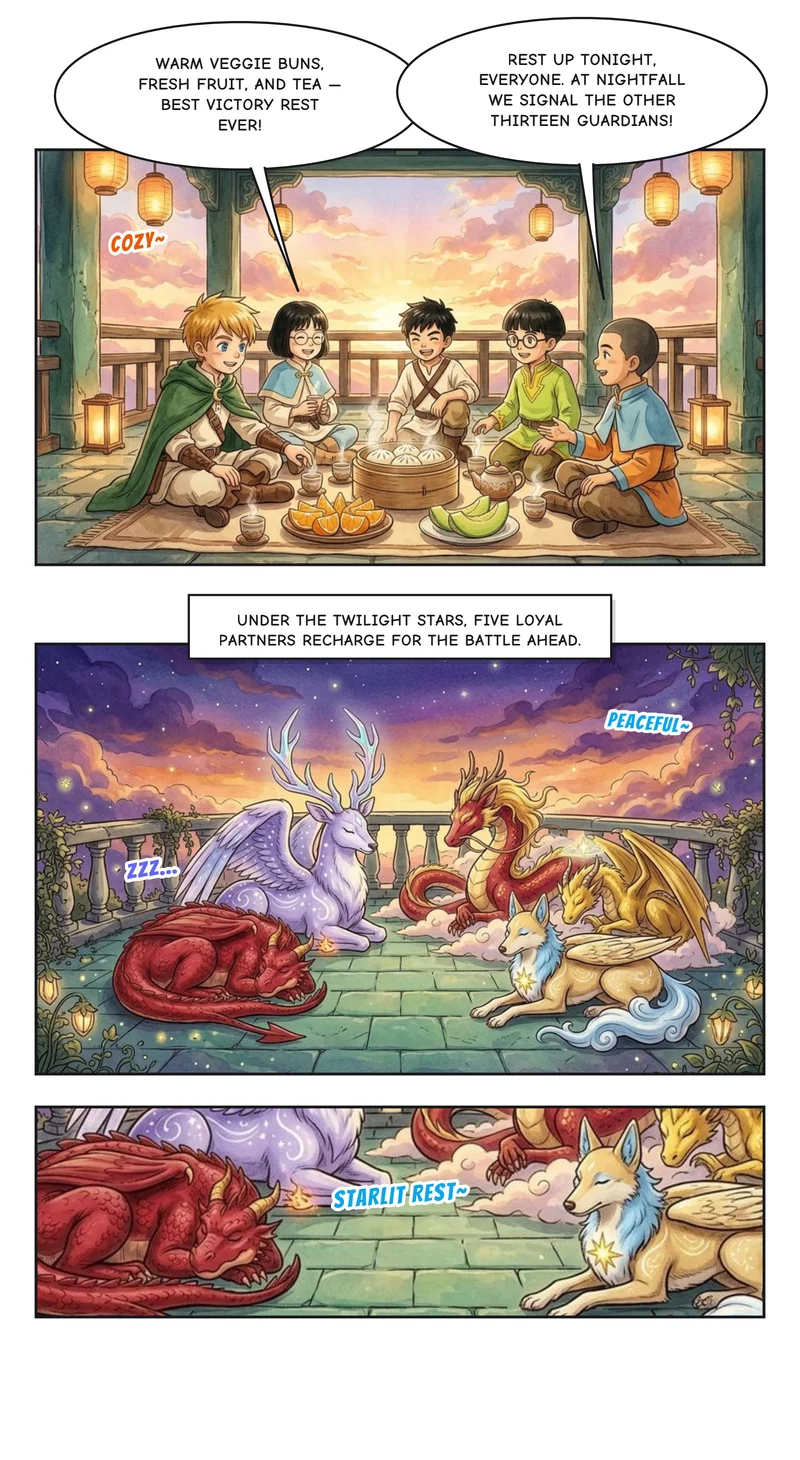 WARM VEGGIE BUNS,
FRESH FRUIT, AND TEA —
BEST VICTORY REST
EVER!
REST UP TONIGHT,
EVERYONE. AT NIGHTFALL
WE SIGNAL THE OTHER
THIRTEEN GUARDIANS!
COZY~
UNDER THE TWILIGHT STARS, FIVE LOYAL
PARTNERS RECHARGE FOR THE BATTLE AHEAD.
PEACEFUL~
ZZZ...
STARLIT REST~